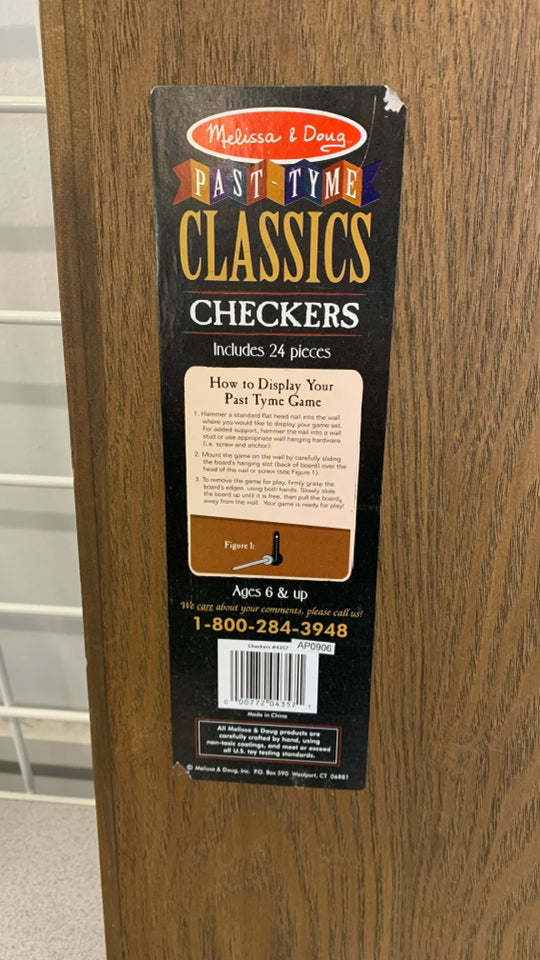 Melissa & Doug
PAST-TYME
CLASSICS
CHECKERS
Includes 24 pieces
How to Display Your
Past Tyme Game
1. Hammer a standard flat head nail into the wall
where you would like to display your game set.
For added support, hammer the nail into a wall
stud or use appropriate wall hanging hardware
(i.e. screw and anchor).
2. Mount the game on the wall by carefully sliding
the board's hanging slot (back of board) over the
head of the nail or screw (see Figure 1).
3. To remove the game for play, firmly grasp the
board's edges, using both hands. Slowly slide
the board up until it is free, then pull the board
away from the wall. Your game is ready for play!
Figure 1:
Ages 6 & up
We care about your comments, please call us!
1-800-284-3948
Checkers #4357
AP0906
0 00772 04357 1
Made in China
All Melissa & Doug products are
carefully crafted by hand, using
non-toxic coatings, and meet or exceed
all U.S. toy testing standards.
© Melissa & Doug, Inc. P.O. Box 590 Westport, CT 06881